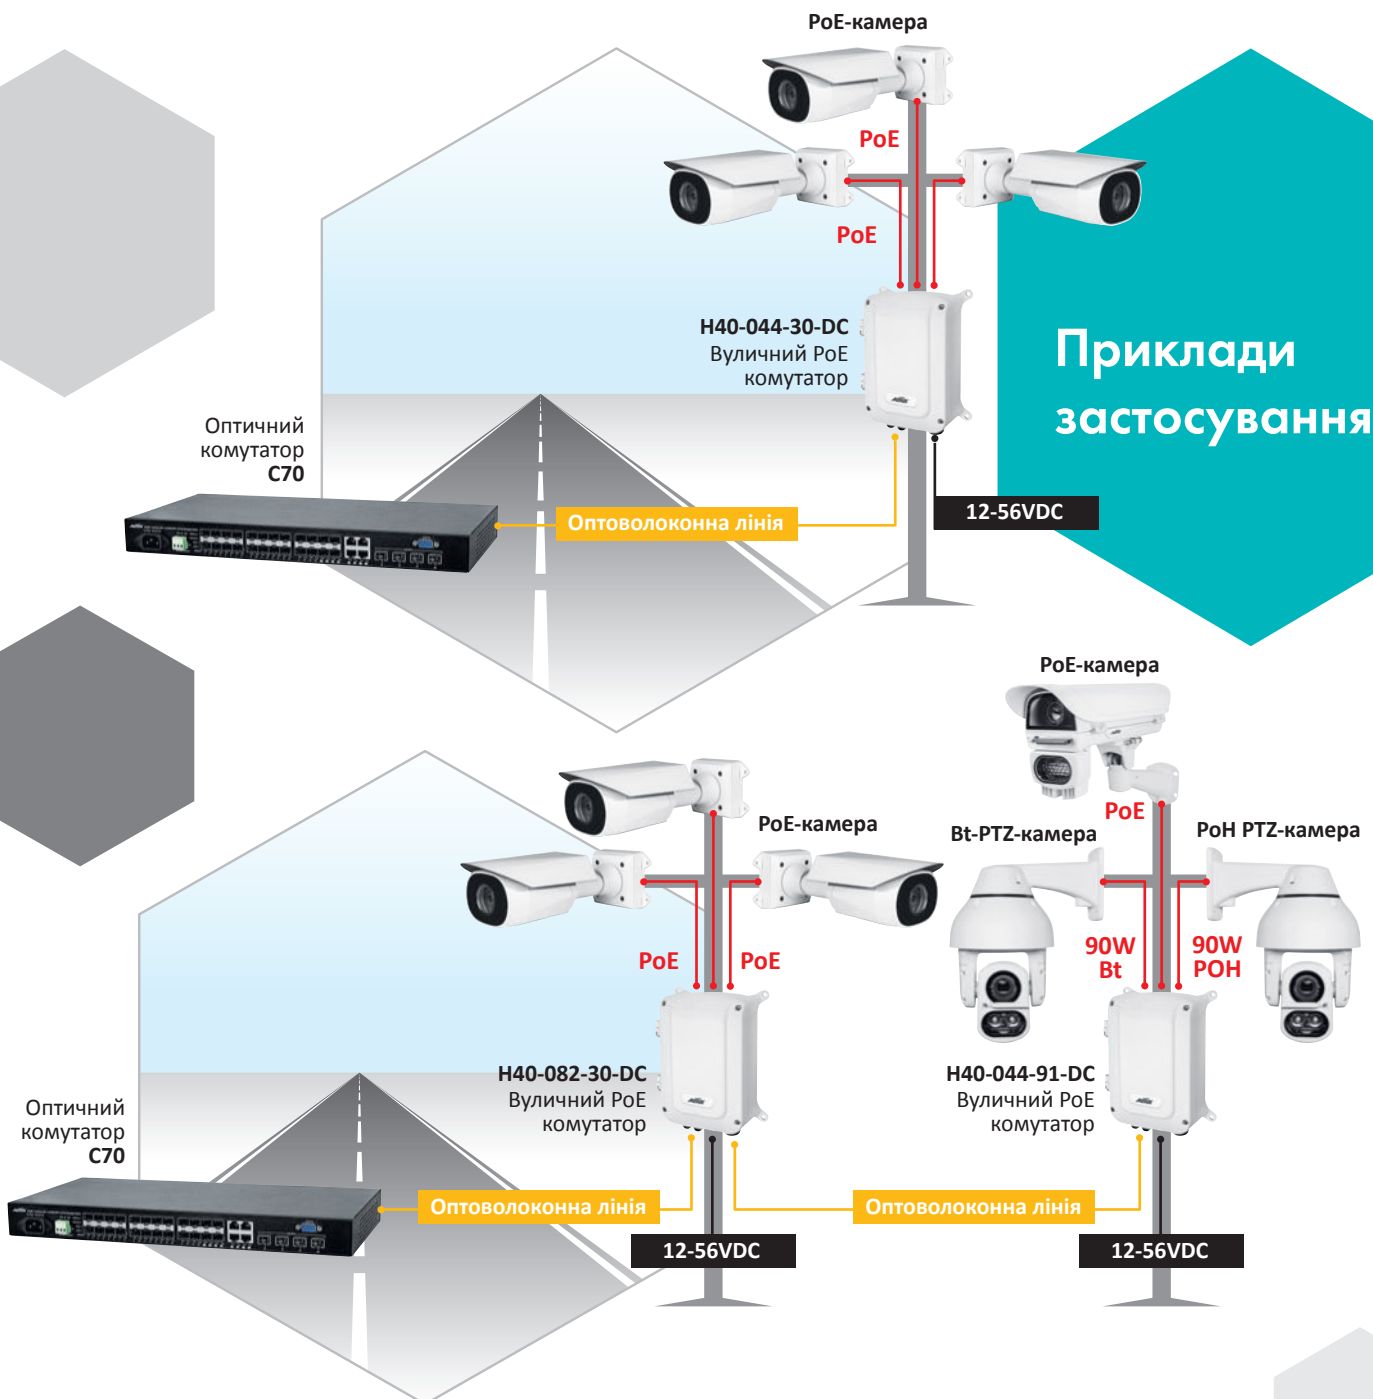 PoE-камера
PoE
PoE
H40-044-30-DC
Вуличний PoE
комутатор
Приклади
застосування
Оптичний
комутатор
C70
Оптоволоконна лінія
12-56VDC
PoE-камера
PoE
Bt-PTZ-камера
PoH PTZ-камера
90W
Bt
90W
POH
PoE-камера
PoE
PoE
H40-082-30-DC
Вуличний PoE
комутатор
H40-044-91-DC
Вуличний PoE
комутатор
Оптичний
комутатор
C70
Оптоволоконна лінія
Оптоволоконна лінія
12-56VDC
12-56VDC